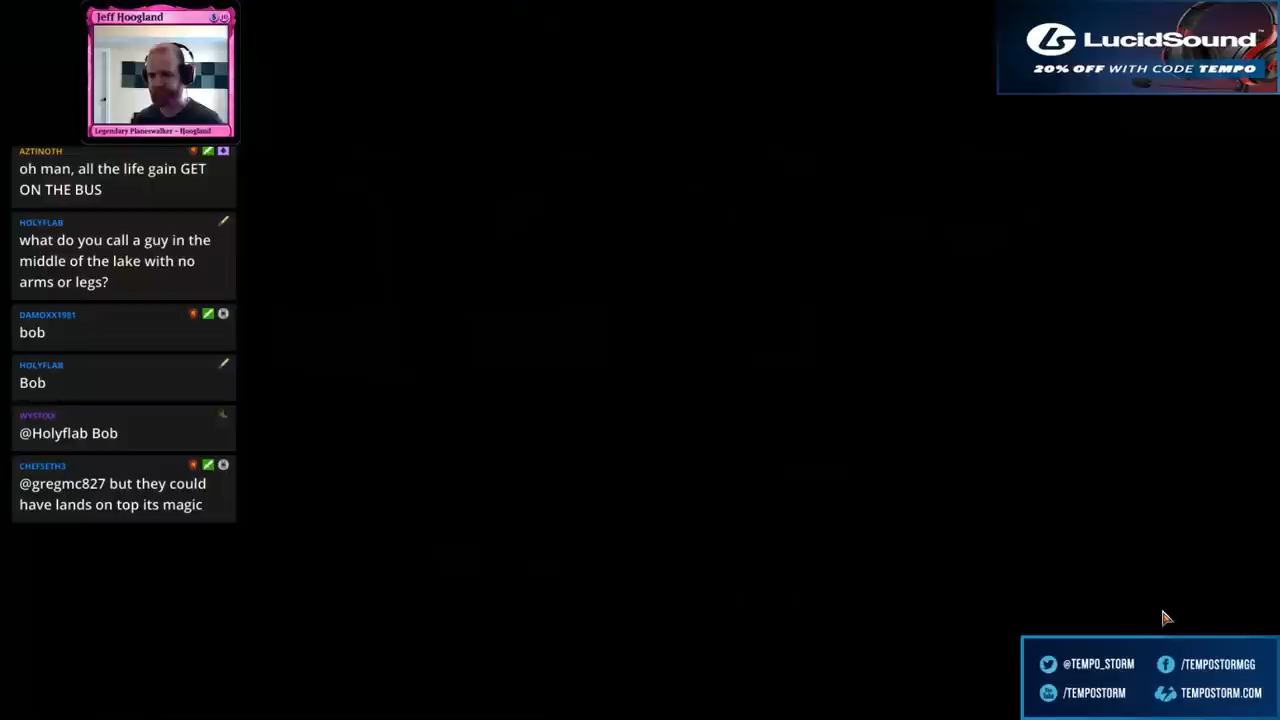 Jeff Hoogland
Legendary Planeswalker - Hoogland
LucidSound™
20% OFF WITH CODE TEMPO
AZTINOTH
oh man, all the life gain GET
ON THE BUS
HOLYFLAB
what do you call a guy in the
middle of the lake with no
arms or legs?
DAMOXX1981
bob
HOLYFLAB
Bob
@Holyflab Bob
CHEFSETH3
@gregmc827 but they could
have lands on top its magic
@TEMPO_STORM
/TEMPOSTORMGG
/TEMPOSTORM
TEMPOSTORM.COM